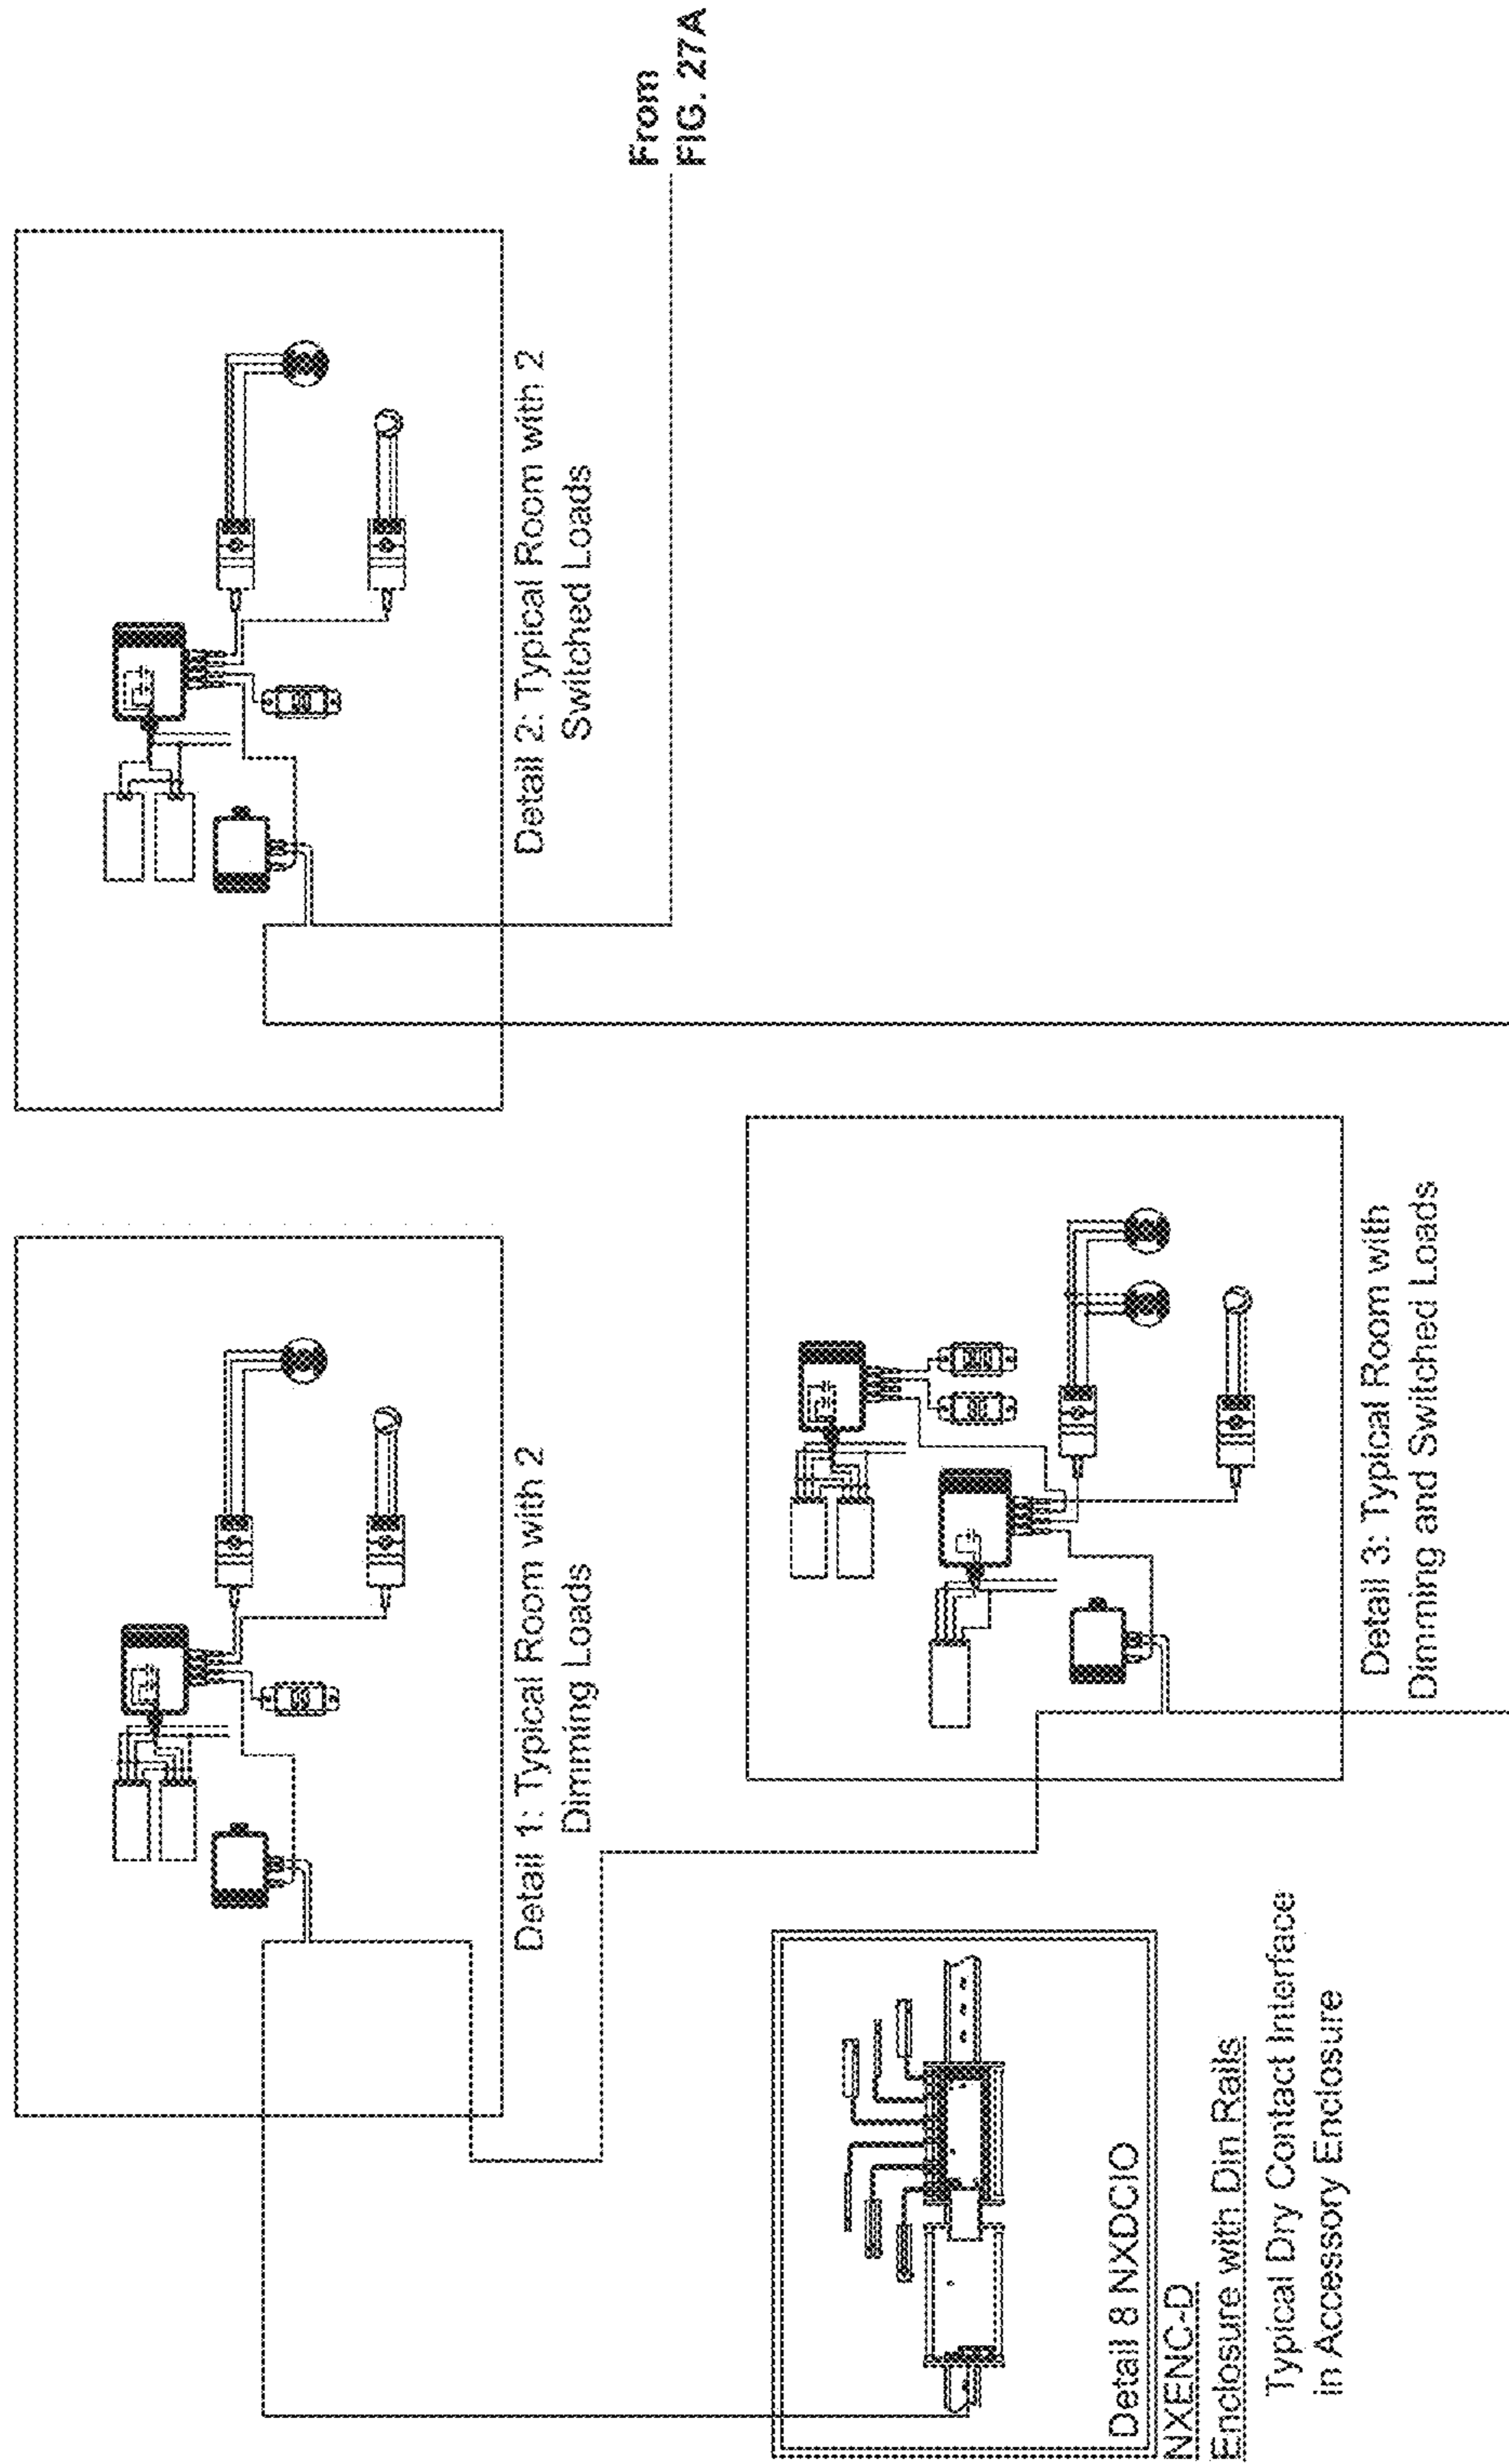 Detail 1: Typical Room with 2
Dimming Loads
Detail 2: Typical Room with 2
Switched Loads
From
FIG. 27A
Detail 8 NXDCIO
NXENC-D
Enclosure with Din Rails
Typical Dry Contact Interface
in Accessory Enclosure
Detail 3: Typical Room with
Dimming and Switched Loads